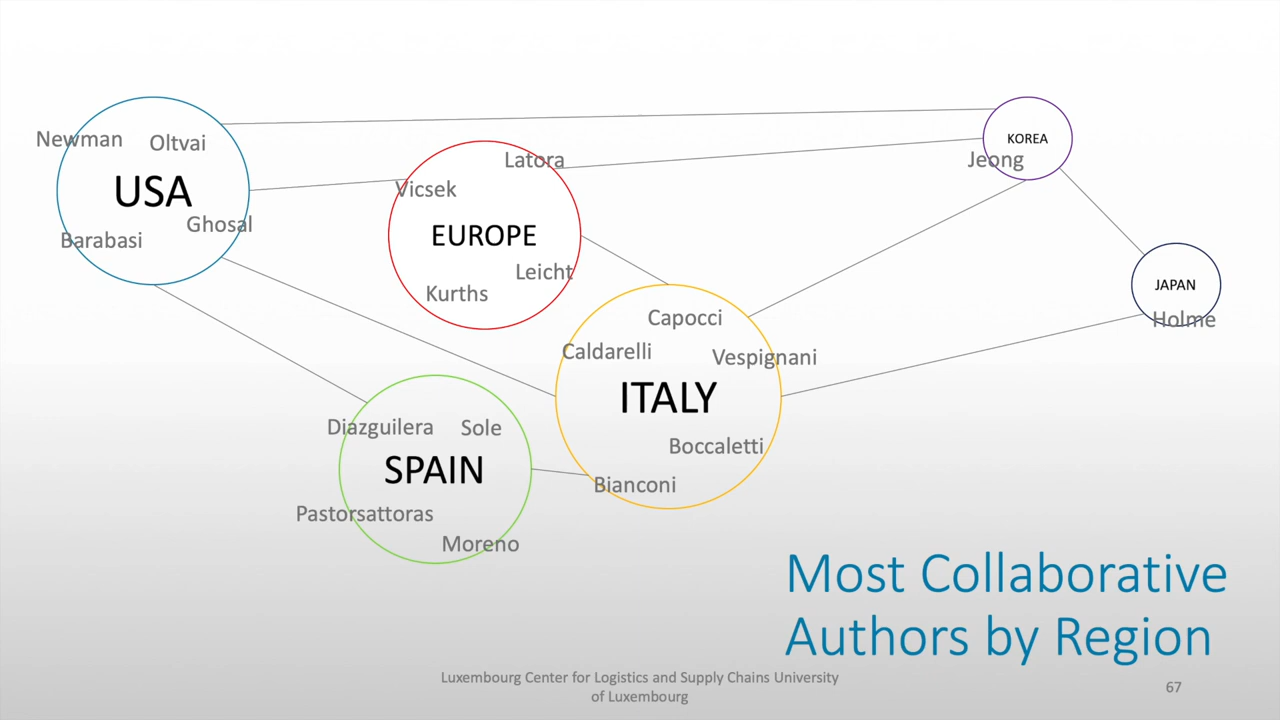 Newman
Oltvai
USA
Ghosal
Barabasi
Latora
Vicsek
EUROPE
Leicht
Kurths
KOREA
Jeong
JAPAN
Holme
Capocci
Caldarelli
Vespignani
ITALY
Boccaletti
Bianconi
Diazguilera
Sole
SPAIN
Pastorsattoras
Moreno
Most Collaborative
Authors by Region
Luxembourg Center for Logistics and Supply Chains University
of Luxembourg
67